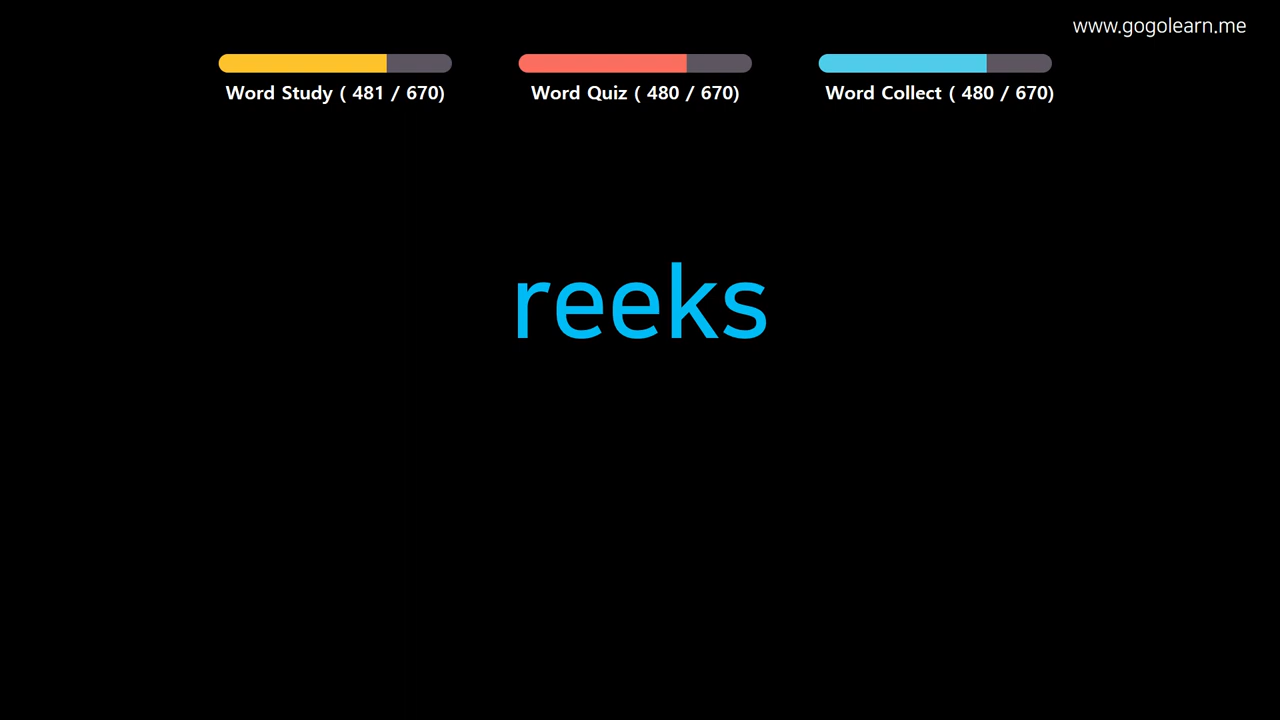 www.gogolearn.me
Word Study ( 481 / 670)
Word Quiz ( 480 / 670)
Word Collect ( 480 / 670)
reeks